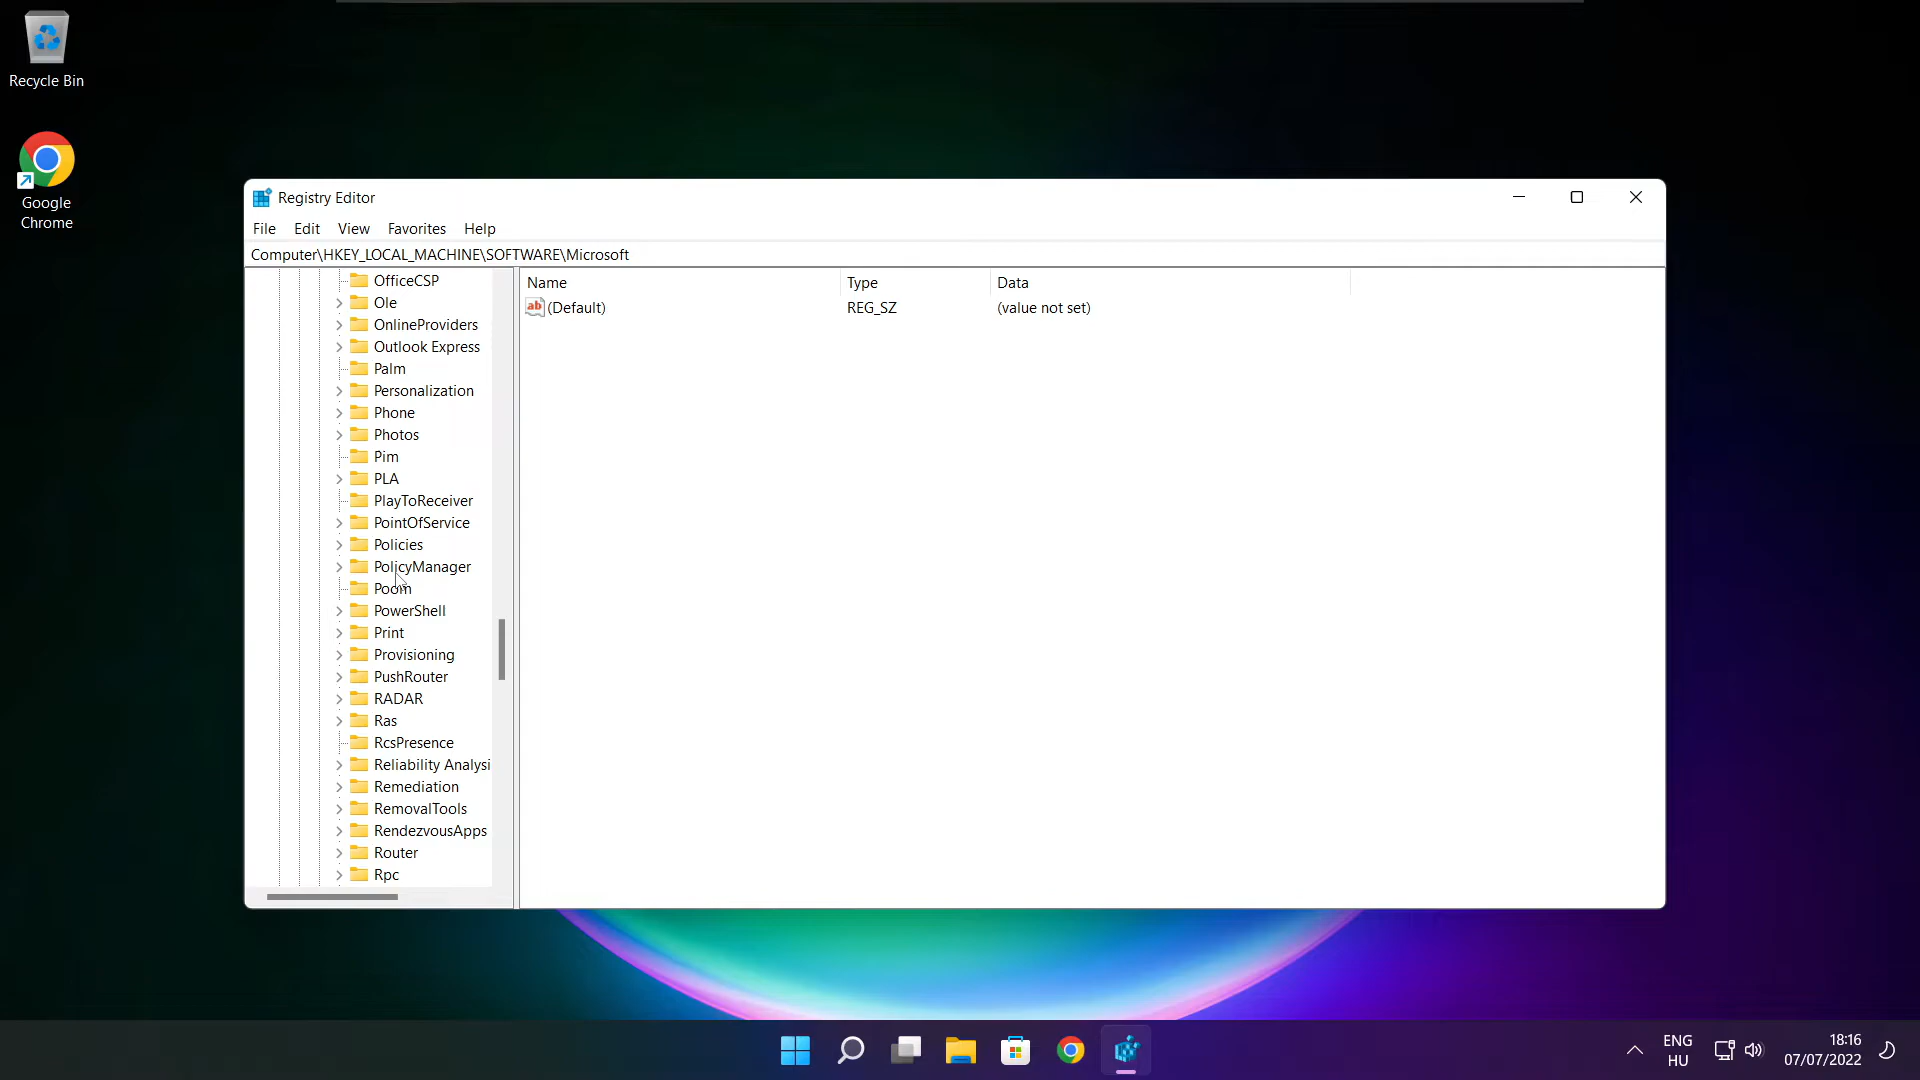 Recycle Bin
Google
Chrome
Registry Editor
File Edit View Favorites Help
Computer\HKEY_LOCAL_MACHINE\SOFTWARE\Microsoft
OfficeCSP
Ole
OnlineProviders
Outlook Express
Palm
Personalization
Phone
Photos
Pim
PLA
PlayToReceiver
PointOfService
Policies
PolicyManager
Poom
PowerShell
Print
Provisioning
PushRouter
RADAR
Ras
RcsPresence
Reliability Analysi
Remediation
RemovalTools
RendezvousApps
Router
Rpc
Name Type Data
ab (Default) REG_SZ (value not set)
ENG
HU
18:16
07/07/2022